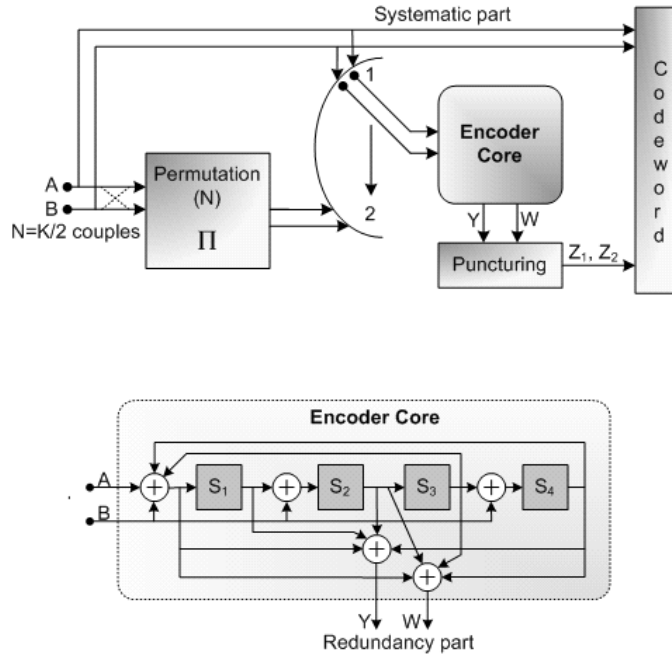 Systematic part
1
Encoder
Core
Codeword
A
Permutation
(N)
Π
B
2
N=K/2 couples
Y
W
Puncturing
Z1, Z2
Encoder Core
A
S1
S2
S3
S4
B
Y
W
Redundancy part